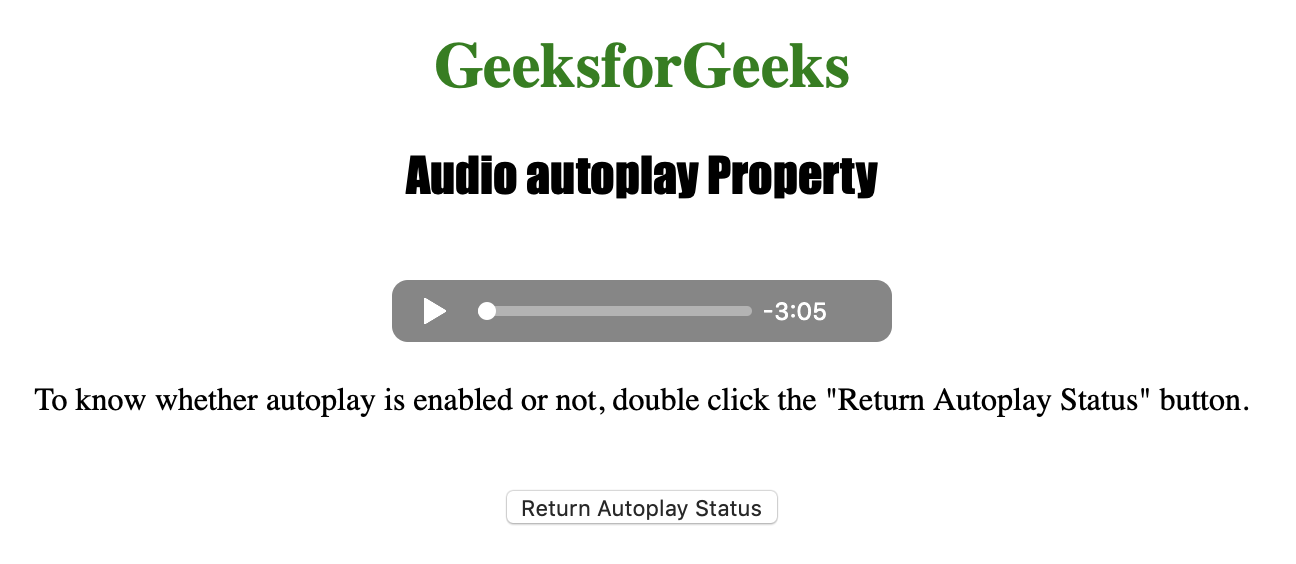 GeeksforGeeks
Audio autoplay Property
-3:05
To know whether autoplay is enabled or not, double click the "Return Autoplay Status" button.
Return Autoplay Status